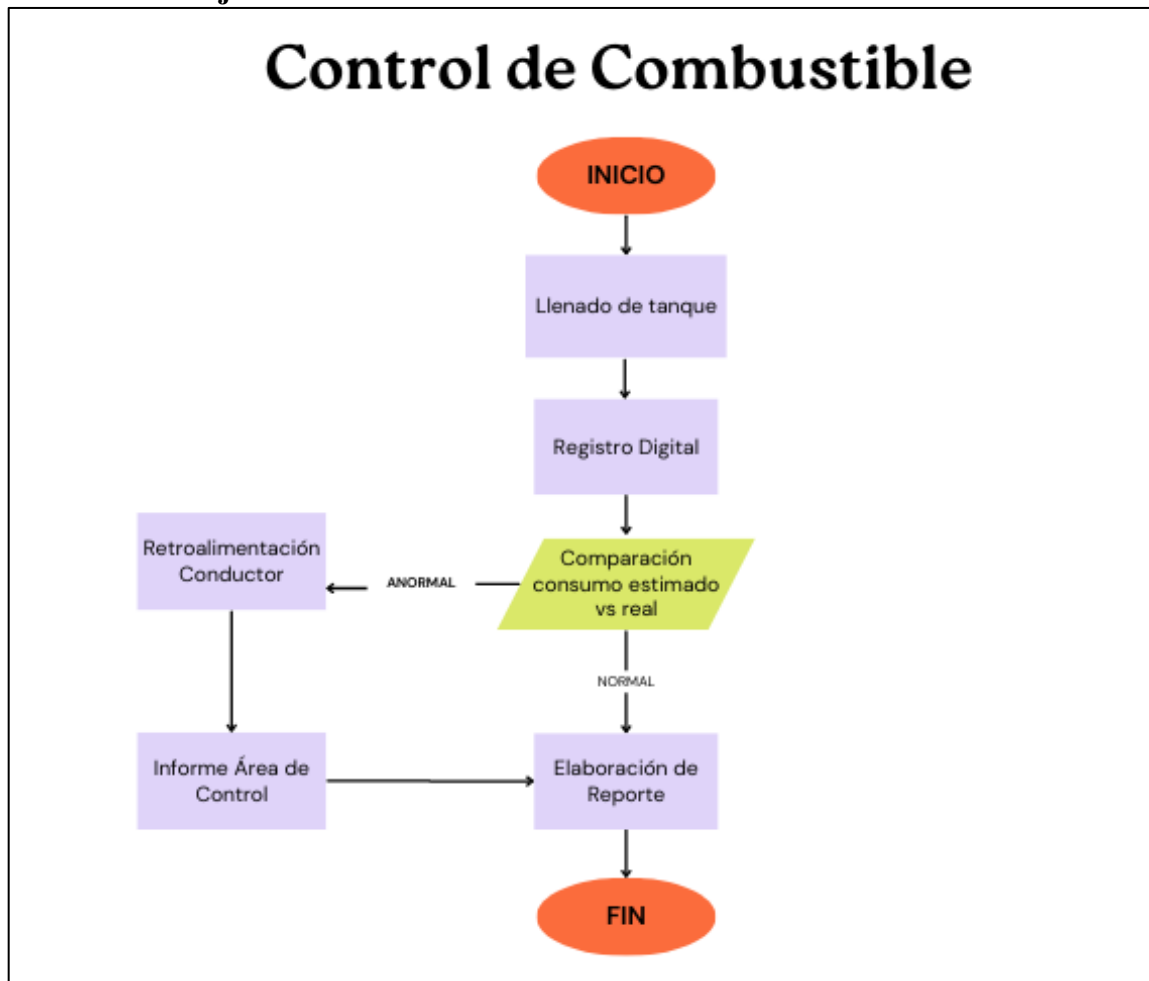 Control de Combustible
INICIO
Llenado de tanque
Registro Digital
Comparación
consumo estimado
vs real
ANORMAL
Retroalimentación
Conductor
NORMAL
Informe Área de
Control
Elaboración de
Reporte
FIN